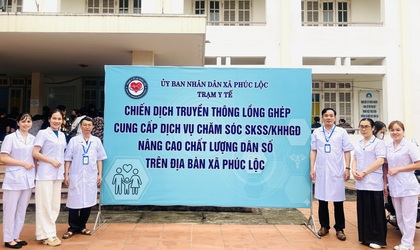 ỦY BAN NHÂN DÂN XÃ PHÚC LỘC
TRẠM Y TẾ
CHIẾN DỊCH TRUYỀN THÔNG LỒNG GHÉP
CUNG CẤP DỊCH VỤ CHĂM SÓC SKSS/KHHGĐ
NÂNG CAO CHẤT LƯỢNG DÂN SỐ
TRÊN ĐỊA BÀN XÃ PHÚC LỘC